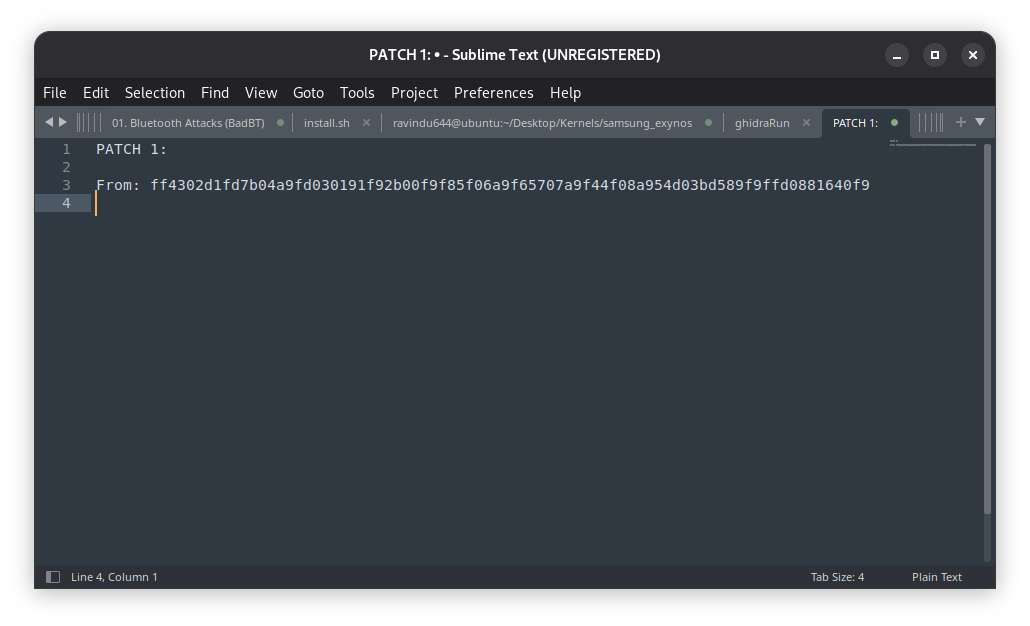 PATCH 1: • - Sublime Text (UNREGISTERED)
File Edit Selection Find View Goto Tools Project Preferences Help
01. Bluetooth Attacks (BadBT) install.sh ravindu644@ubuntu:~/Desktop/Kernels/samsung_exynos ghidraRun PATCH 1:
1 PATCH 1:
2
3 From: ff4302d1fd7b04a9fd030191f92b00f9f85f06a9f65707a9f44f08a954d03bd589f9ffd0881640f9
4
Line 4, Column 1 Tab Size: 4 Plain Text